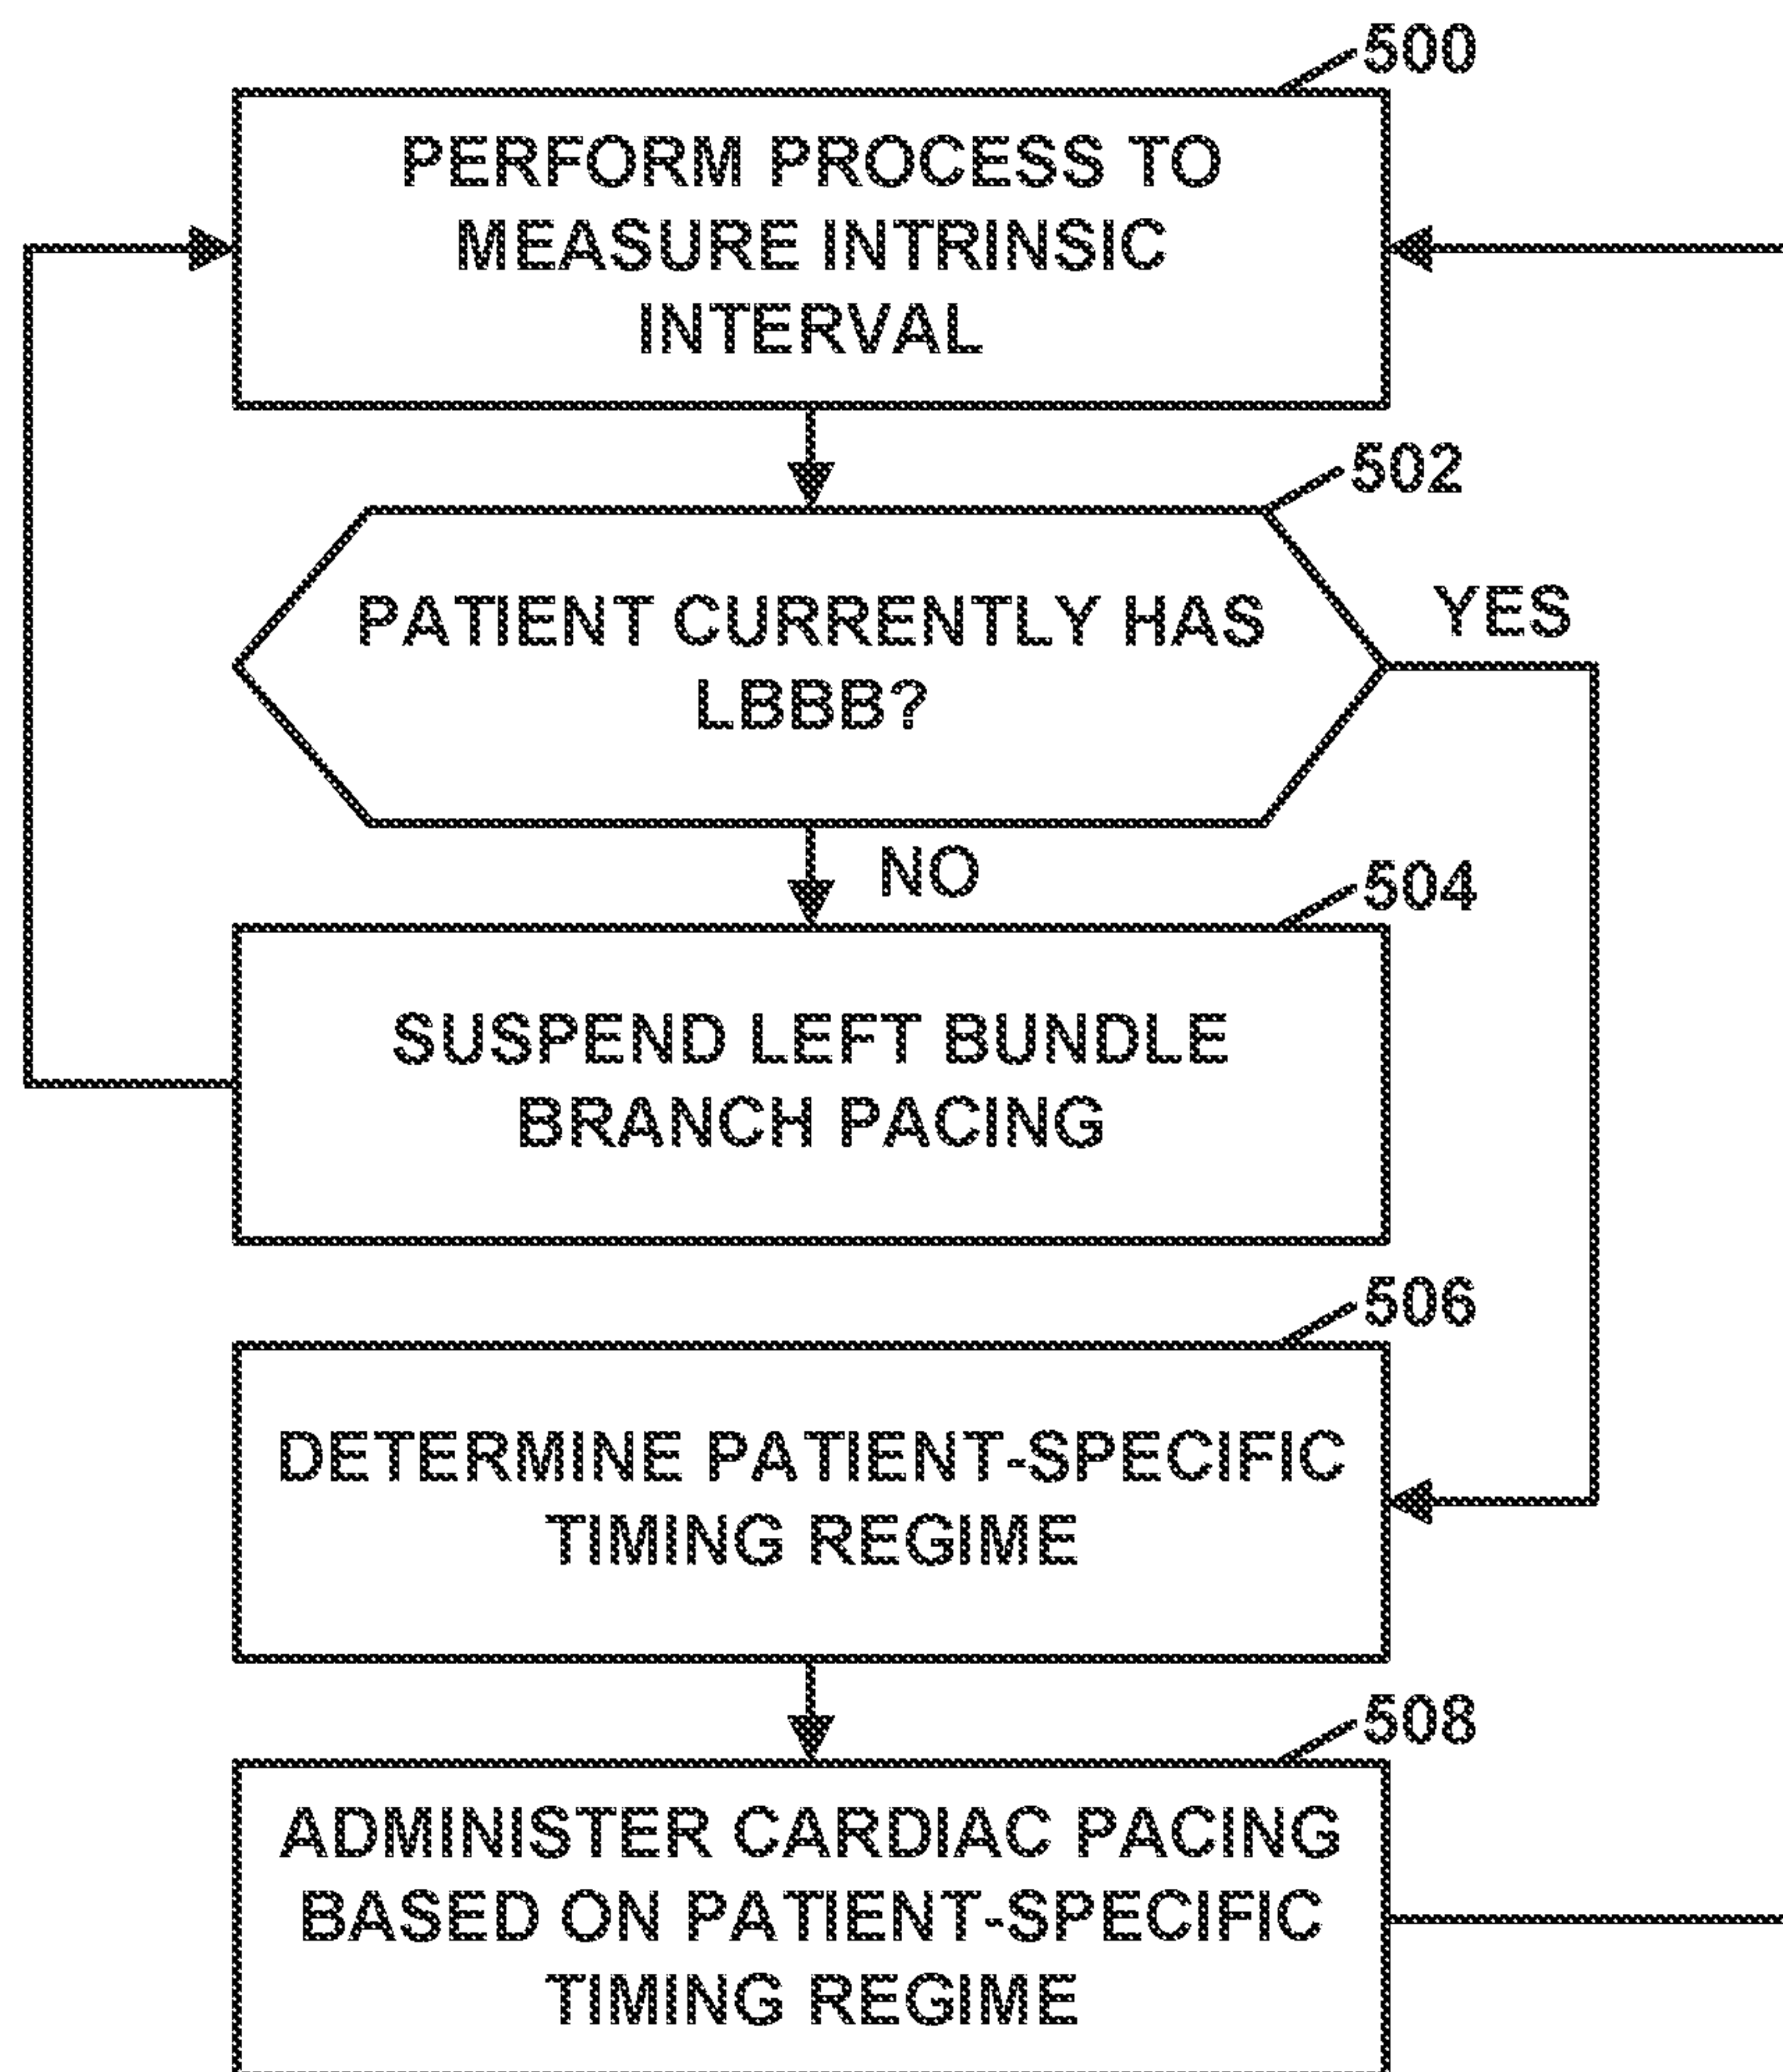 500
PERFORM PROCESS TO
MEASURE INTRINSIC
INTERVAL
502
PATIENT CURRENTLY HAS
LBBB?
YES
NO
504
SUSPEND LEFT BUNDLE
BRANCH PACING
506
DETERMINE PATIENT-SPECIFIC
TIMING REGIME
508
ADMINISTER CARDIAC PACING
BASED ON PATIENT-SPECIFIC
TIMING REGIME